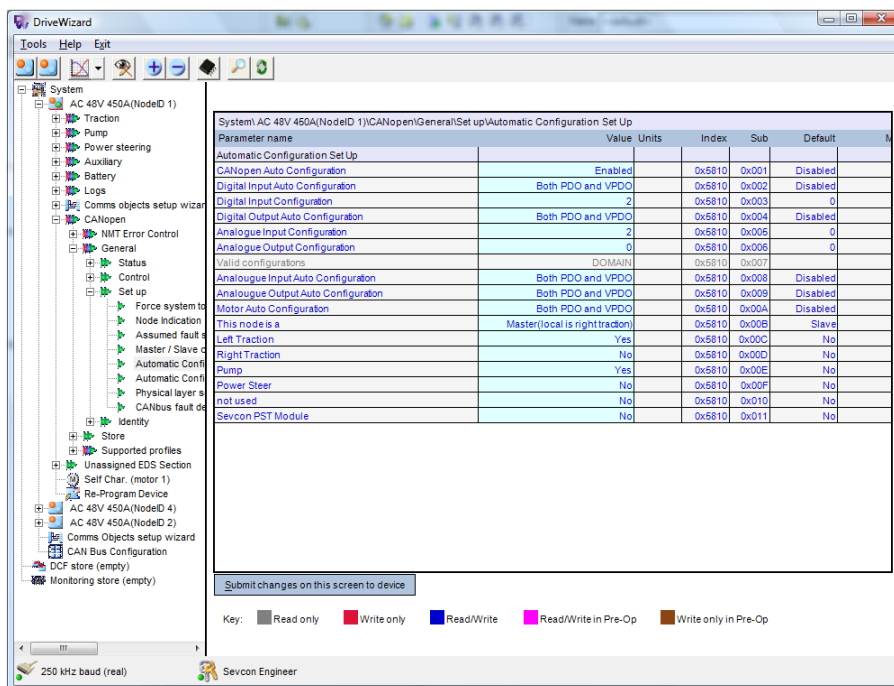 DriveWizard
Tools Help Exit
System
AC 48V 450A(NodeID 1)
Traction
Pump
Power steering
Auxiliary
Battery
Logs
Comms objects setup wizar
CANopen
NMT Error Control
General
Status
Control
Set up
Force system to
Node Indication
Assumed fault s
Master / Slave c
Automatic Confi
Automatic Confi
Physical layer s
CANbus fault de
Identity
Store
Supported profiles
Unassigned EDS Section
Self Char. (motor 1)
Re-Program Device
AC 48V 450A(NodeID 4)
AC 48V 450A(NodeID 2)
Comms Objects setup wizard
CAN Bus Configuration
DCF store (empty)
Monitoring store (empty)
System\ AC 48V 450A(NodeID 1)\CANopen\General\Set up\Automatic Configuration Set Up
Parameter name Value Units Index Sub Default M
Automatic Configuration Set Up
CANopen Auto Configuration Enabled 0x5810 0x001 Disabled
Digital Input Auto Configuration Both PDO and VPDO 0x5810 0x002 Disabled
Digital Input Configuration 2 0x5810 0x003 0
Digital Output Auto Configuration Both PDO and VPDO 0x5810 0x004 Disabled
Analogue Input Configuration 2 0x5810 0x005 0
Analogue Output Configuration 0 0x5810 0x006 0
Valid configurations DOMAIN 0x5810 0x007
Analougue Input Auto Configuration Both PDO and VPDO 0x5810 0x008 Disabled
Analougue Output Auto Configuration Both PDO and VPDO 0x5810 0x009 Disabled
Motor Auto Configuration Both PDO and VPDO 0x5810 0x00A Disabled
This node is a Master(local is right traction) 0x5810 0x00B Slave
Left Traction Yes 0x5810 0x00C No
Right Traction No 0x5810 0x00D No
Pump Yes 0x5810 0x00E No
Power Steer No 0x5810 0x00F No
not used No 0x5810 0x010 No
Sevcon PST Module No 0x5810 0x011 No
Submit changes on this screen to device
Key: Read only Write only Read/Write Read/Write in Pre-Op Write only in Pre-Op
250 kHz baud (real) Sevcon Engineer